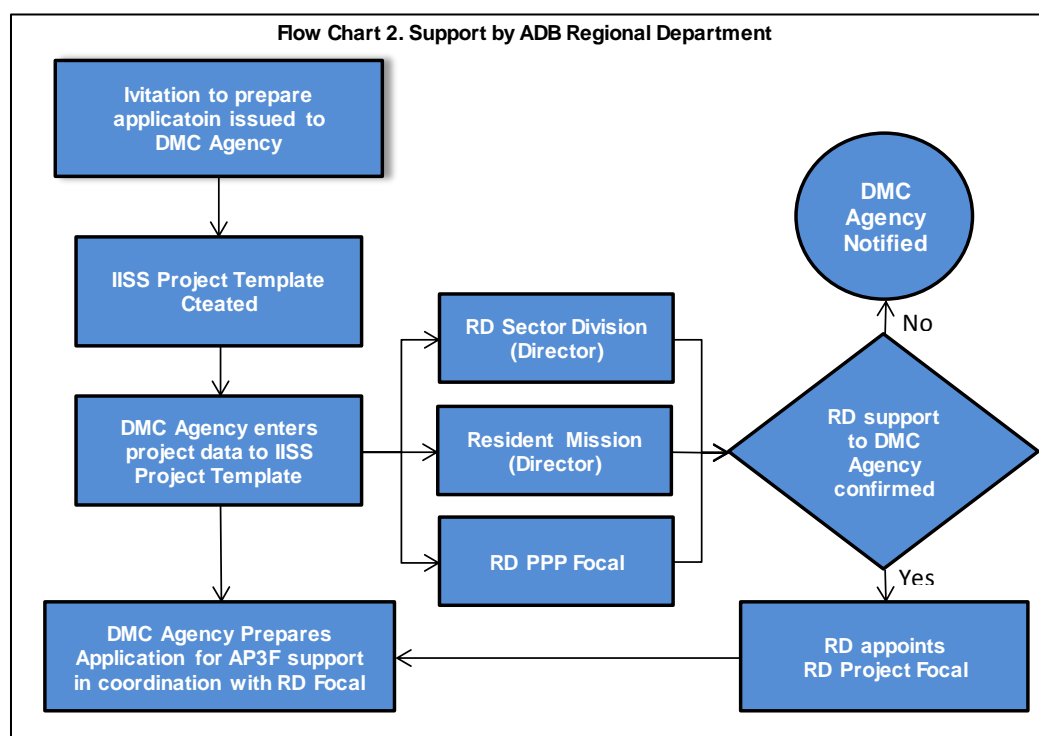 Flow Chart 2. Support by ADB Regional Department
Ivitation to prepare
applicatoin issued to
DMC Agency
IISS Project Template
Cteated
DMC Agency enters
project data to IISS
Project Template
DMC Agency Prepares
Application for AP3F support
in coordination with RD Focal
RD Sector Division
(Director)
Resident Mission
(Director)
RD PPP Focal
DMC
Agency
Notified
No
RD support
to DMC
Agency
confirmed
Yes
RD appoints
RD Project Focal